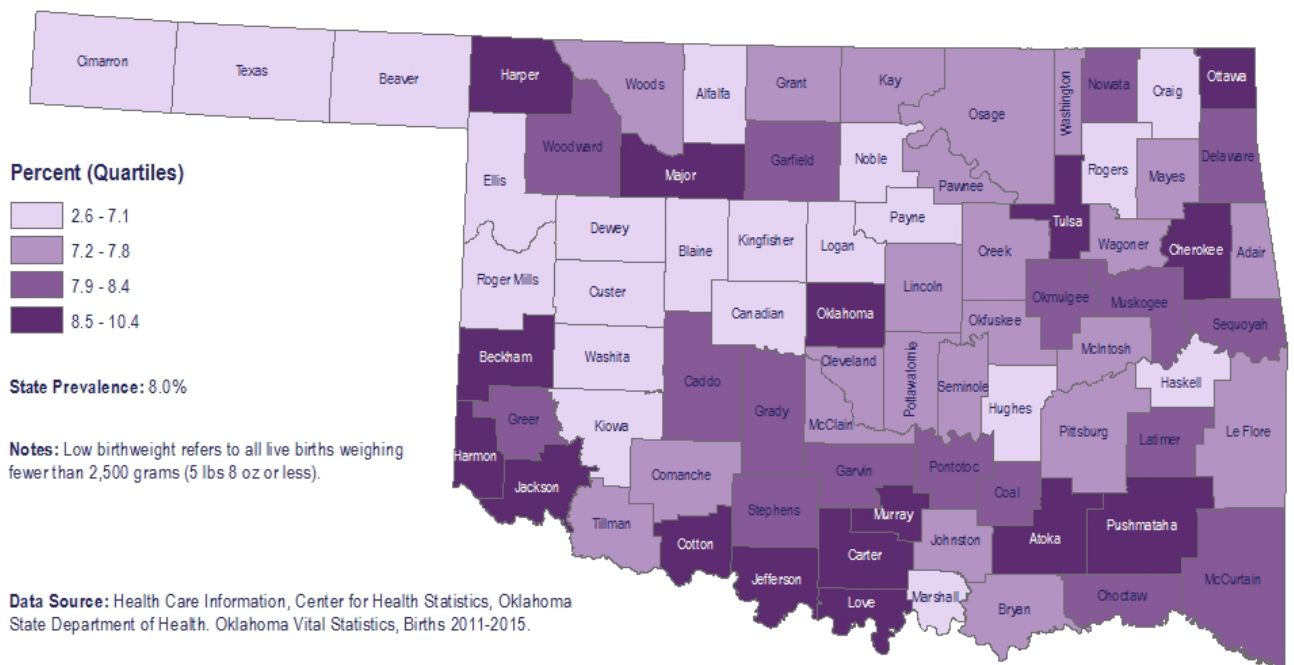 Cimarron
Texas
Beaver
Harper
Woods
Alfalfa
Grant
Kay
Osage
Washington
Nowata
Craig
Ottawa
Woodward
Major
Garfield
Noble
Pawnee
Rogers
Mayes
Delaware
Ellis
Percent (Quartiles)
2.6 - 7.1
7.2 - 7.8
7.9 - 8.4
8.5 - 10.4
Dewey
Blaine
Kingfisher
Logan
Payne
Creek
Tulsa
Wagoner
Cherokee
Adair
Roger Mills
Custer
Canadian
Oklahoma
Lincoln
Okfuskee
Okmulgee
Muskogee
Sequoyah
McIntosh
Beckham
Washita
Caddo
Grady
Cleveland
McClain
Pottawatomie
Seminole
Hughes
Haskell
Pittsburg
Latimer
Le Flore
State Prevalence: 8.0%
Greer
Kiowa
Harmon
Jackson
Comanche
Tillman
Garvin
Pontotoc
Coal
Notes: Low birthweight refers to all live births weighing
fewer than 2,500 grams (5 lbs 8 oz or less).
Stephens
Murray
Cotton
Carter
Johnston
Atoka
Pushmataha
Jefferson
Love
Marshall
Bryan
Choctaw
McCurtain
Data Source: Health Care Information, Center for Health Statistics, Oklahoma
State Department of Health. Oklahoma Vital Statistics, Births 2011-2015.